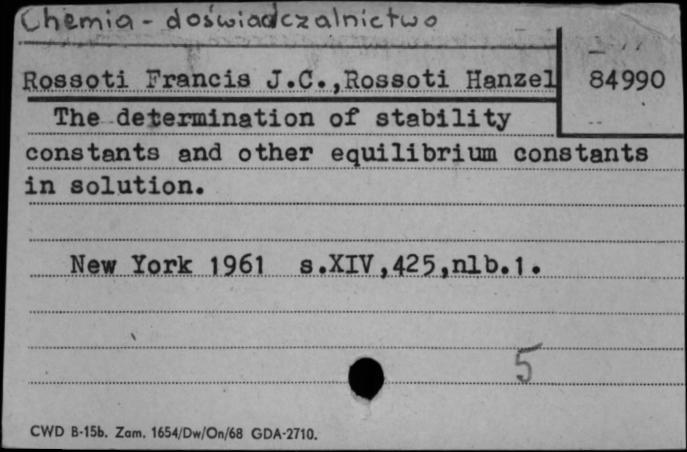 Chemia - doświadczalnictwo
Rossoti Francis J.C.,Rossoti Hanzel
84990
The determination of stability
constants and other equilibrium constants
in solution.
New York 1961 s.XIV,425,nlb.1.
5
CWD B-15b. Zam. 1654/Dw/On/68 GDA-2710.